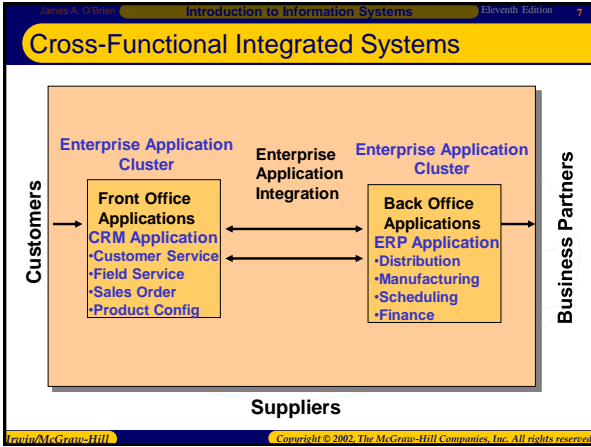 James A. O'Brien Introduction to Information Systems Eleventh Edition 7
Cross-Functional Integrated Systems
Enterprise Application
Cluster
Enterprise
Application
Integration
Enterprise Application
Cluster
Customers
Front Office
Applications
CRM Application
•Customer Service
•Field Service
•Sales Order
•Product Config
Back Office
Applications
ERP Application
•Distribution
•Manufacturing
•Scheduling
•Finance
Business Partners
Suppliers
Irwin/McGraw-Hill Copyright © 2002, The McGraw-Hill Companies, Inc. All rights reserved